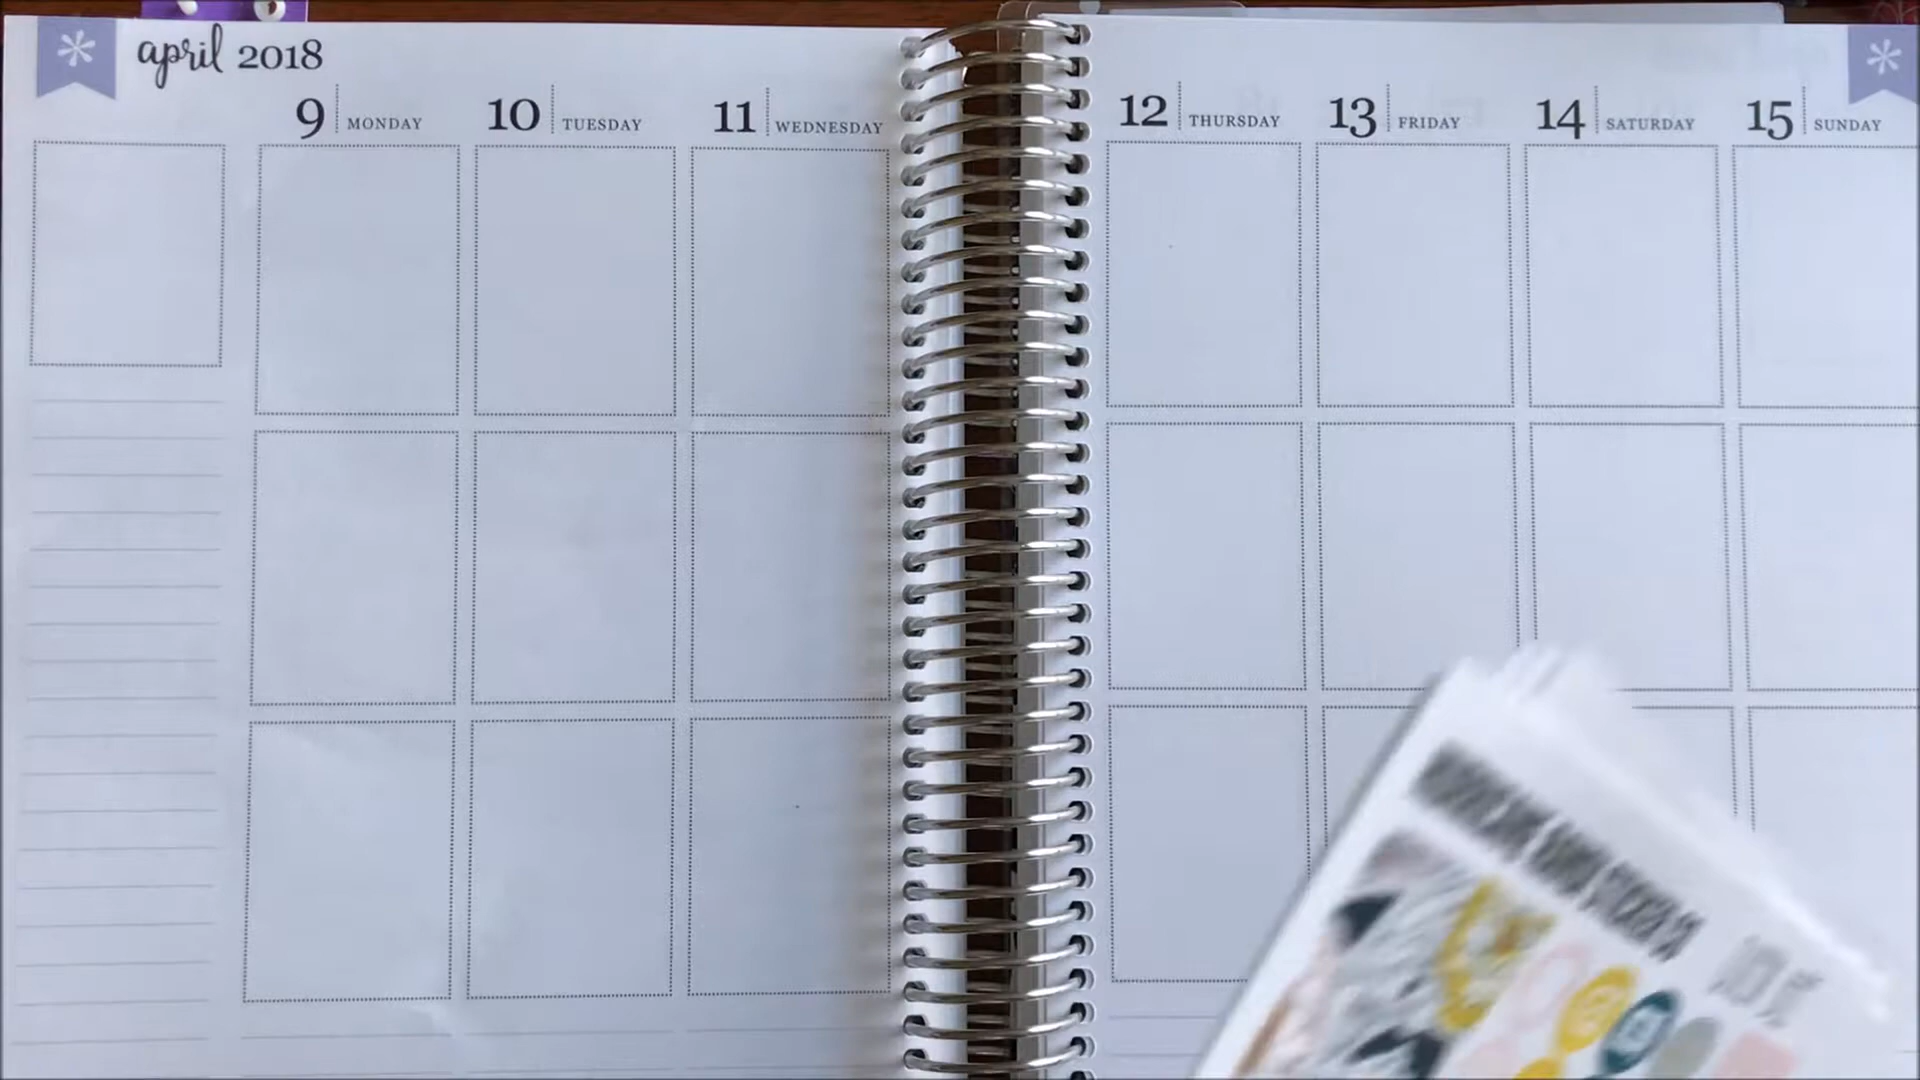 april 2018
9 MONDAY
10 TUESDAY
11 WEDNESDAY
12 THURSDAY
13 FRIDAY
14 SATURDAY
15 SUNDAY